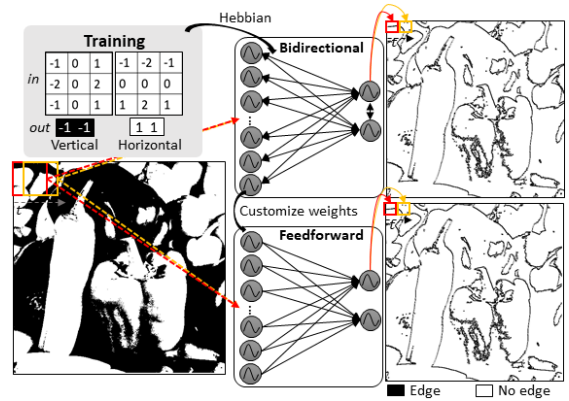 Hebbian
Training
Bidirectional
in
-1 0 1 -1 -2 -1
-2 0 2 0 0 0
-1 0 1 1 2 1
out -1 -1 1 1
Vertical Horizontal
t
t
Customize weights
Feedforward
t
Edge No edge